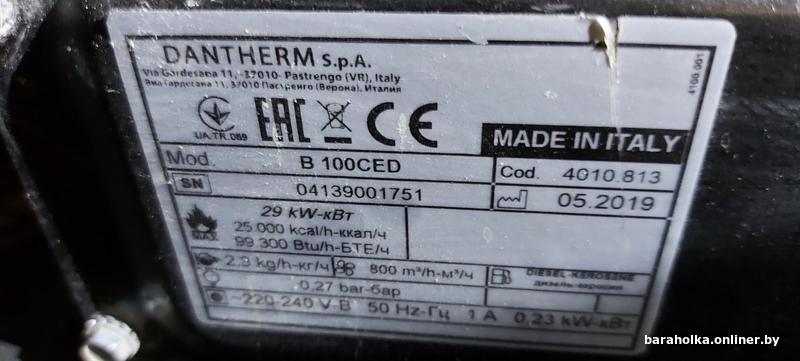 DANTHERM S.p.A.
Via Gardesana 11, -37010- Pastrengo (VR), Italy
Виа Гардесана 11, 37010 Пастренго (Верона), Италия
4100.001
UA.TR.089
EAC CE
MADE IN ITALY
Mod. B 100CED Cod. 4010.813
SN 04139001751 05.2019
MAX
29 kW-кВт
25 000 kcal/h-ккал/ч
99 300 Btu/h-БТЕ/ч
2.3 kg/h-кг/ч 800 m³/h-м³/ч DIESEL-KEROSENE
дизель-керосин
0.27 bar-бар
~220-240 V-В 50 Hz-Гц 1 A 0,23 kW-кВт
baraholka.onliner.by